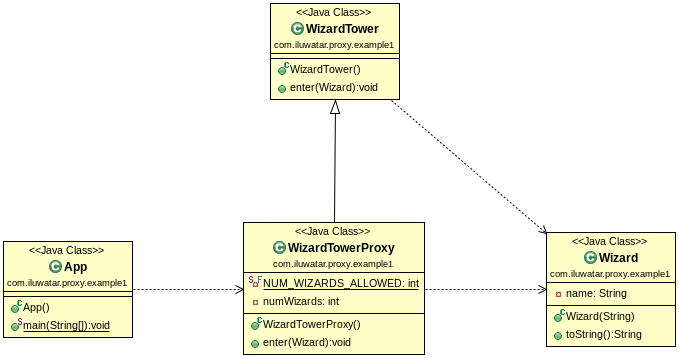 <<Java Class>>
WizardTower
com.iluwatar.proxy.example1
WizardTower()
enter(Wizard):void
<<Java Class>>
App
com.iluwatar.proxy.example1
App()
main(String[]):void
<<Java Class>>
WizardTowerProxy
com.iluwatar.proxy.example1
NUM_WIZARDS_ALLOWED: int
numWizards: int
WizardTowerProxy()
enter(Wizard):void
<<Java Class>>
Wizard
com.iluwatar.proxy.example1
name: String
Wizard(String)
toString():String